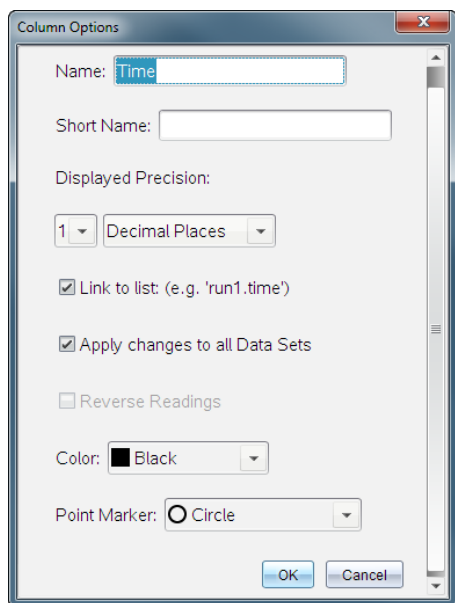 Column Options
Name: Time
Short Name:
Displayed Precision:
1 Decimal Places
Link to list: (e.g. 'run1.time')
Apply changes to all Data Sets
Reverse Readings
Color: Black
Point Marker: Circle
OK Cancel